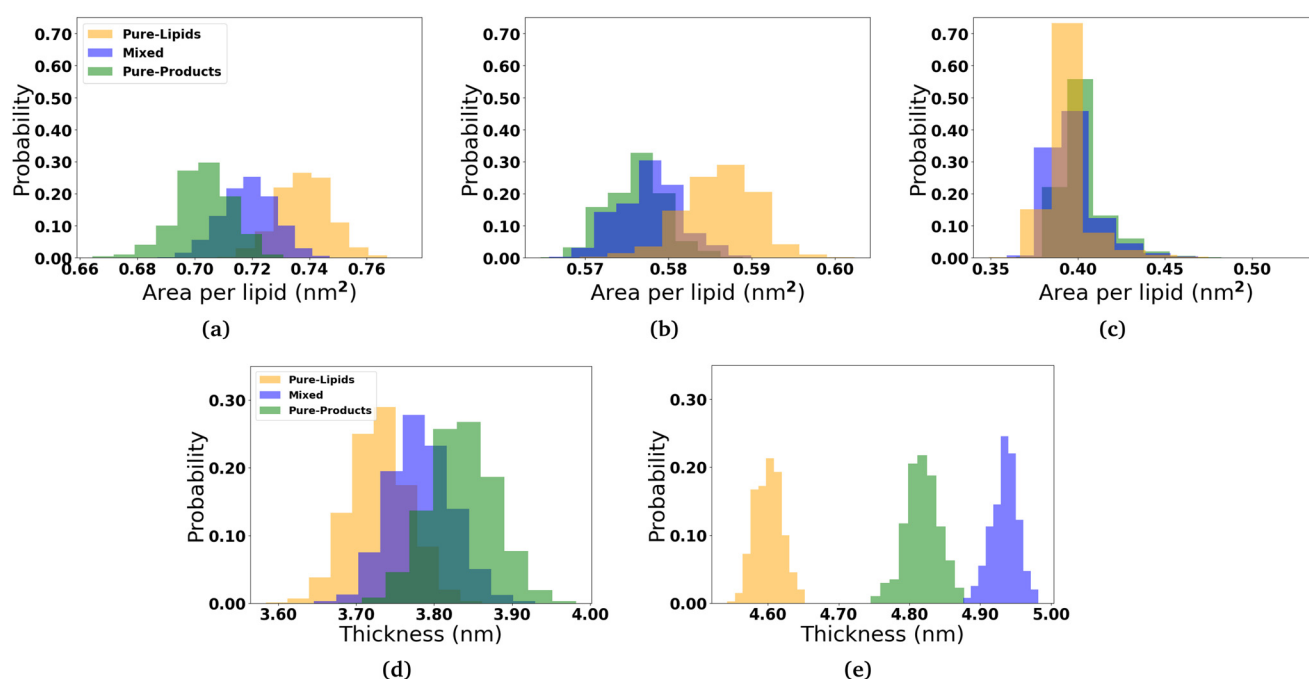 Probability
0.70
0.60
0.50
0.40
0.30
0.20
0.10
0.00
Pure-Lipids
Mixed
Pure-Products
0.66 0.70 0.72 0.74 0.76
Area per lipid (nm²)
(a)
Probability
0.70
0.60
0.50
0.40
0.30
0.20
0.10
0.00
0.57 0.58 0.59 0.60
Area per lipid (nm²)
(b)
Probability
0.70
0.60
0.50
0.40
0.30
0.20
0.10
0.00
0.35 0.40 0.45 0.50
Area per lipid (nm²)
(c)
Probability
0.30
0.20
0.10
0.00
Pure-Lipids
Mixed
Pure-Products
3.60 3.70 3.80 3.90 4.00
Thickness (nm)
(d)
Probability
0.30
0.20
0.10
0.00
4.60 4.70 4.80 4.90 5.00
Thickness (nm)
(e)